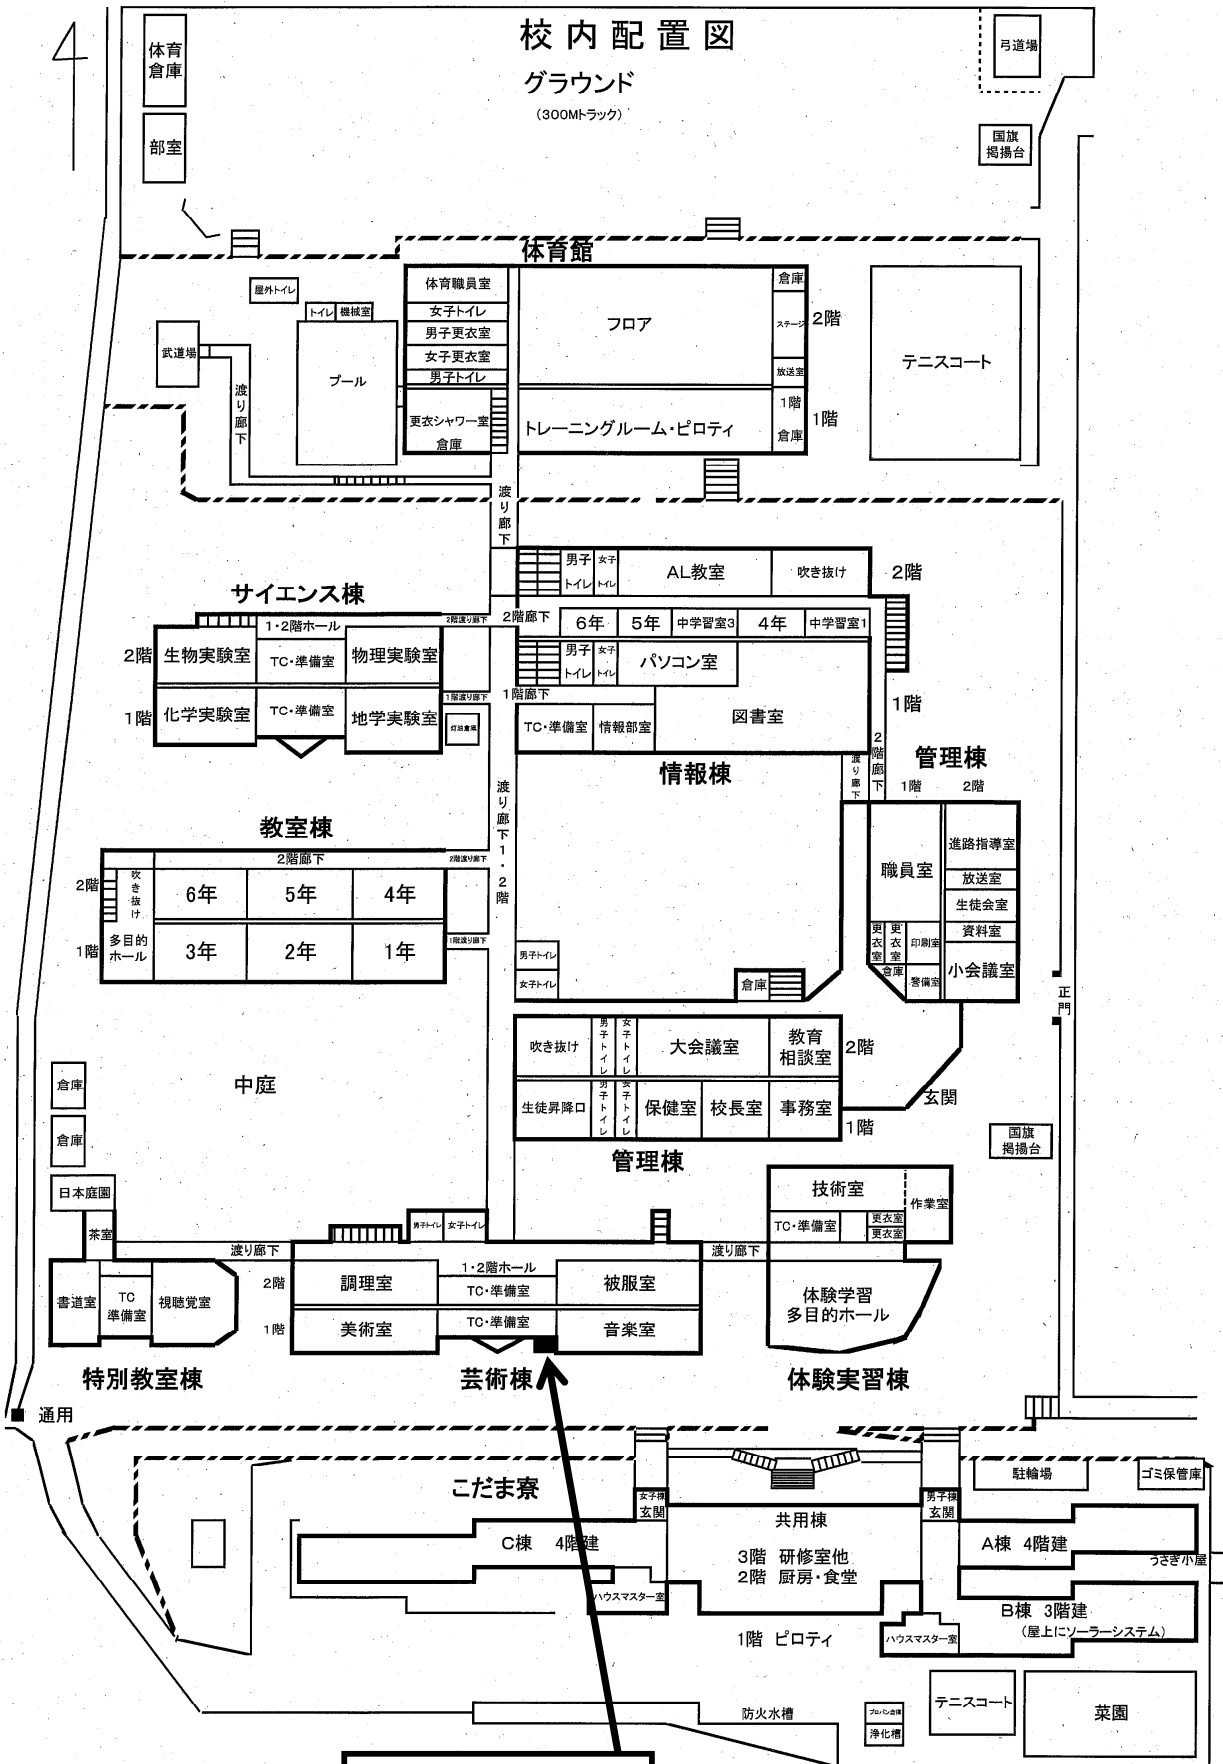 校内配置図
グラウンド
(300Mトラック)
体育
倉庫
部室
弓道場
国旗
掲揚台
体育館
屋外トイレ
トイレ
機械室
プール
武道場
渡り廊下
体育職員室
女子トイレ
男子更衣室
女子更衣室
男子トイレ
更衣シャワー室
倉庫
フロア
トレーニングルーム・ピロティ
倉庫
ステージ
放送室
1階
倉庫
2階
1階
テニスコート
渡り廊下
サイエンス棟
2階
1階
生物実験室
1・2階ホール
TC・準備室
物理実験室
化学実験室
TC・準備室
地学実験室
2階渡り廊下
1階渡り廊下
灯油倉庫
男子
トイレ
女子
トイレ
AL教室
吹き抜け
2階
2階廊下
6年
5年
中学習室3
4年
中学習室1
男子
トイレ
女子
トイレ
パソコン室
1階廊下
TC・準備室
情報部室
図書室
1階
情報棟
渡り廊下
2階廊下
管理棟
1階
2階
渡り廊下1・2階
教室棟
2階廊下
2階渡り廊下
2階
1階
吹き抜け
6年
5年
4年
多目的
ホール
3年
2年
1年
1階渡り廊下
職員室
進路指導室
放送室
生徒会室
資料室
小会議室
更衣室
更衣室
印刷室
倉庫
警備室
男子トイレ
女子トイレ
倉庫
正門
吹き抜け
男子トイレ
女子トイレ
大会議室
教育
相談室
2階
生徒昇降口
男子トイレ
女子トイレ
保健室
校長室
事務室
1階
玄関
管理棟
国旗
掲揚台
中庭
倉庫
倉庫
日本庭園
茶室
渡り廊下
書道室
TC
準備室
視聴覚室
特別教室棟
男子トイレ
女子トイレ
2階
1階
調理室
1・2階ホール
TC・準備室
被服室
美術室
TC・準備室
音楽室
芸術棟
渡り廊下
技術室
作業室
TC・準備室
更衣室
更衣室
体験学習
多目的ホール
体験実習棟
通用
こだま寮
女子棟
玄関
男子棟
玄関
駐輪場
ゴミ保管庫
共用棟
C棟 4階建
3階 研修室他
2階 厨房・食堂
A棟 4階建
うさぎ小屋
ハウスマスター室
B棟 3階建
(屋上にソーラーシステム)
1階 ピロティ
ハウスマスター室
防火水槽
プロパン倉庫
浄化槽
テニスコート
菜園